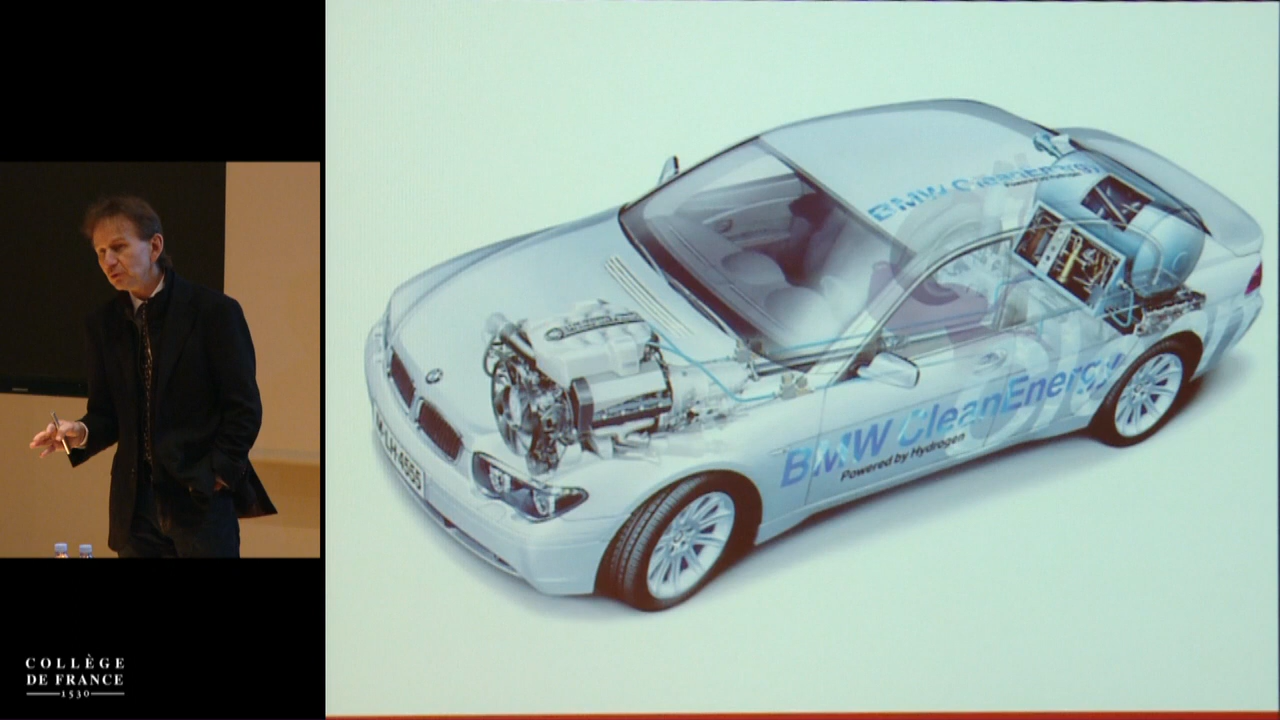 COLLÈGE
DE FRANCE
1530
BMW CleanEnergy
BMW CleanEnergy
Powered by Hydrogen